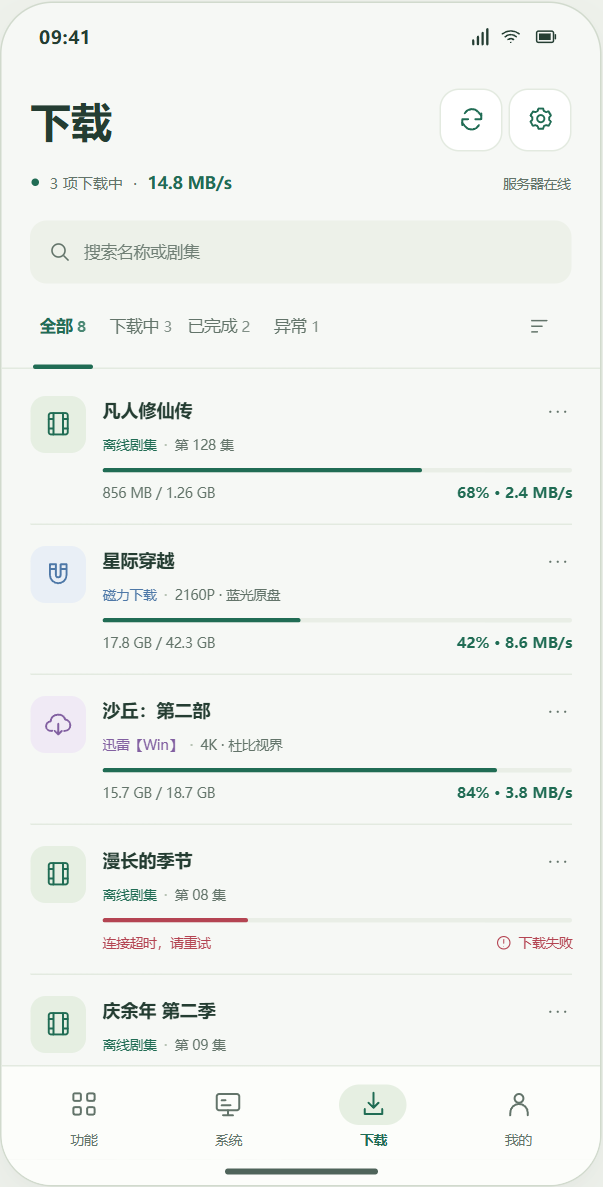 09:41
下载
3 项下载中 · 14.8 MB/s
服务器在线
搜索名称或剧集
全部 8 下载中 3 已完成 2 异常 1
凡人修仙传
离线剧集 · 第 128 集
856 MB / 1.26 GB 68% • 2.4 MB/s
星际穿越
磁力下载 · 2160P · 蓝光原盘
17.8 GB / 42.3 GB 42% • 8.6 MB/s
沙丘：第二部
迅雷【Win】 · 4K · 杜比视界
15.7 GB / 18.7 GB 84% • 3.8 MB/s
漫长的季节
离线剧集 · 第 08 集
连接超时，请重试 下载失败
庆余年 第二季
离线剧集 · 第 09 集
功能 系统 下载 我的